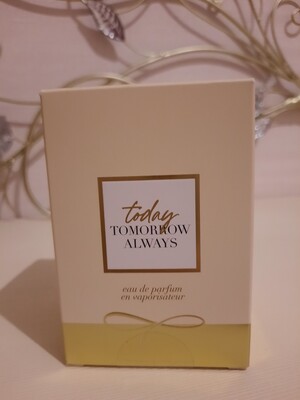 today
TOMORROW
ALWAYS
eau de parfum
en vaporisateur